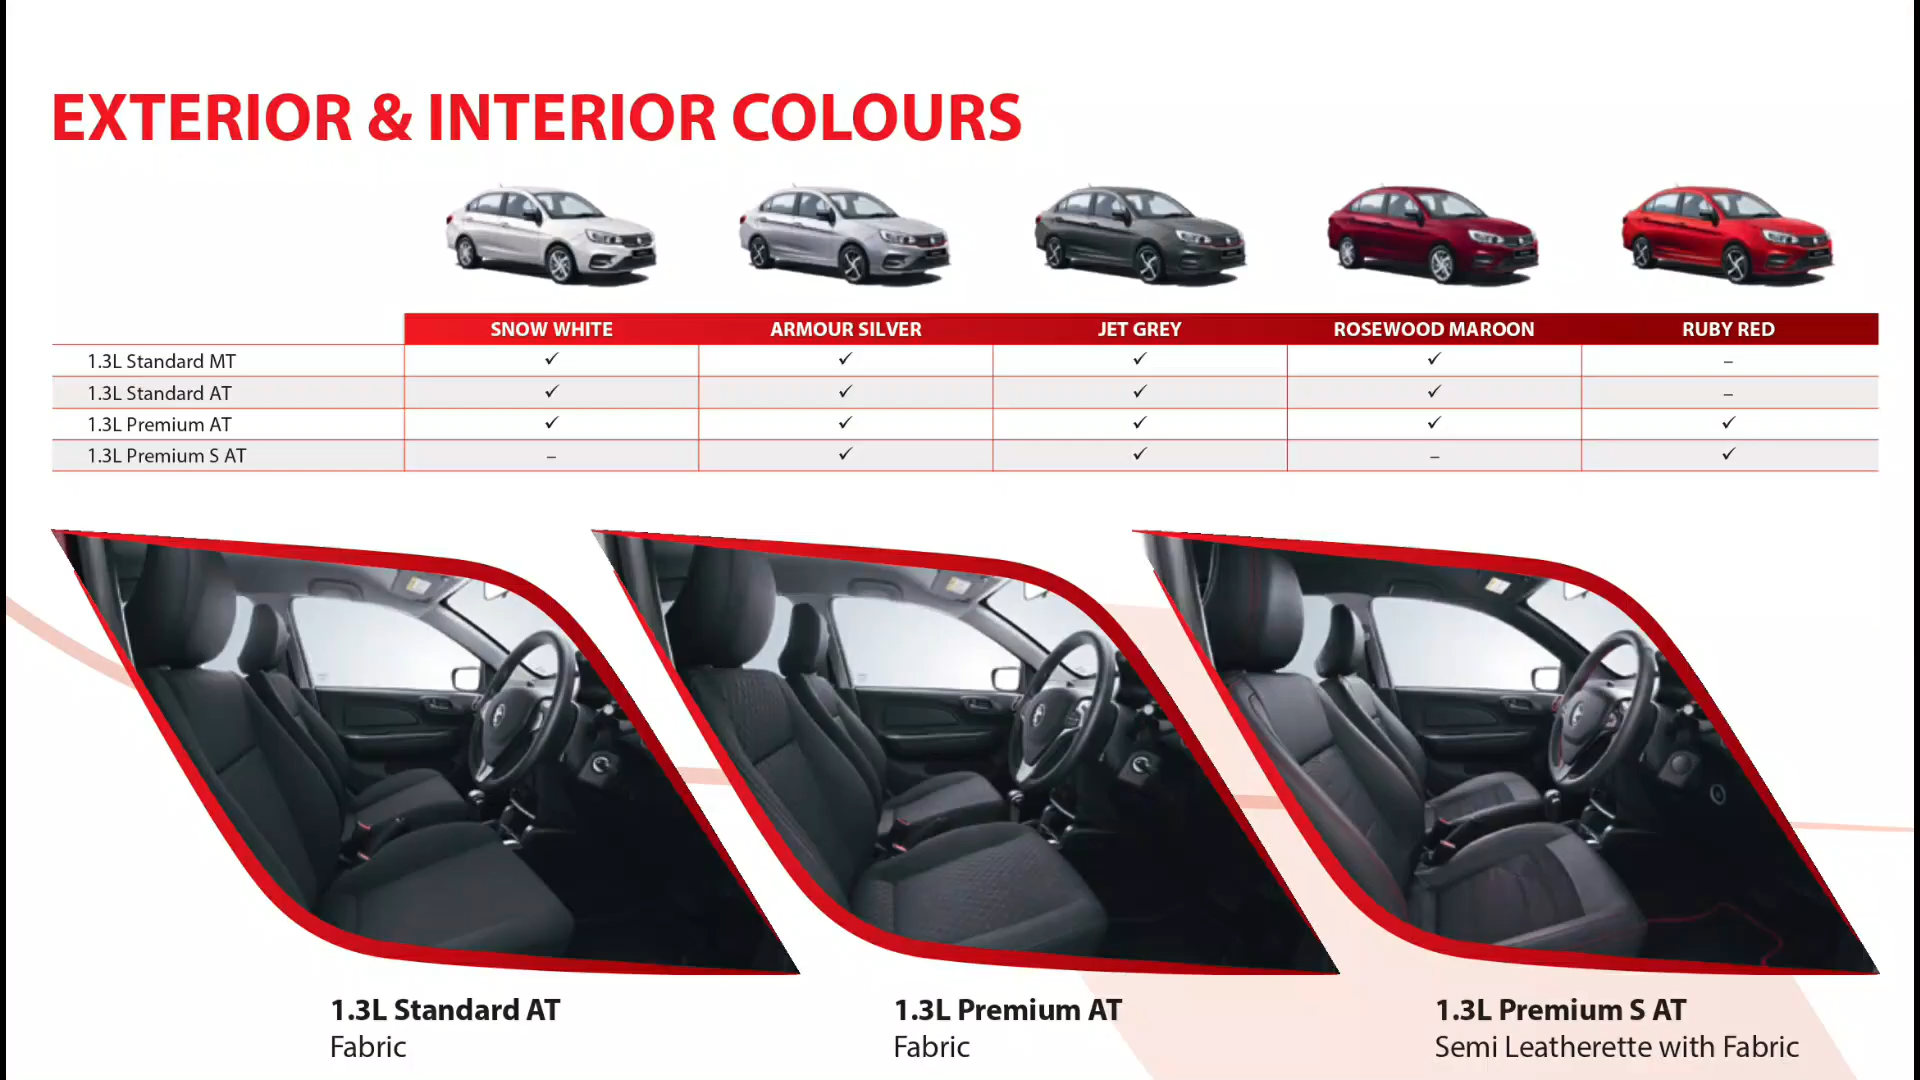 EXTERIOR & INTERIOR COLOURS
SNOW WHITE ARMOUR SILVER JET GREY ROSEWOOD MAROON RUBY RED
1.3L Standard MT ✓ ✓ ✓ ✓ –
1.3L Standard AT ✓ ✓ ✓ ✓ –
1.3L Premium AT ✓ ✓ ✓ ✓ ✓
1.3L Premium S AT – ✓ ✓ – ✓
1.3L Standard AT
Fabric
1.3L Premium AT
Fabric
1.3L Premium S AT
Semi Leatherette with Fabric